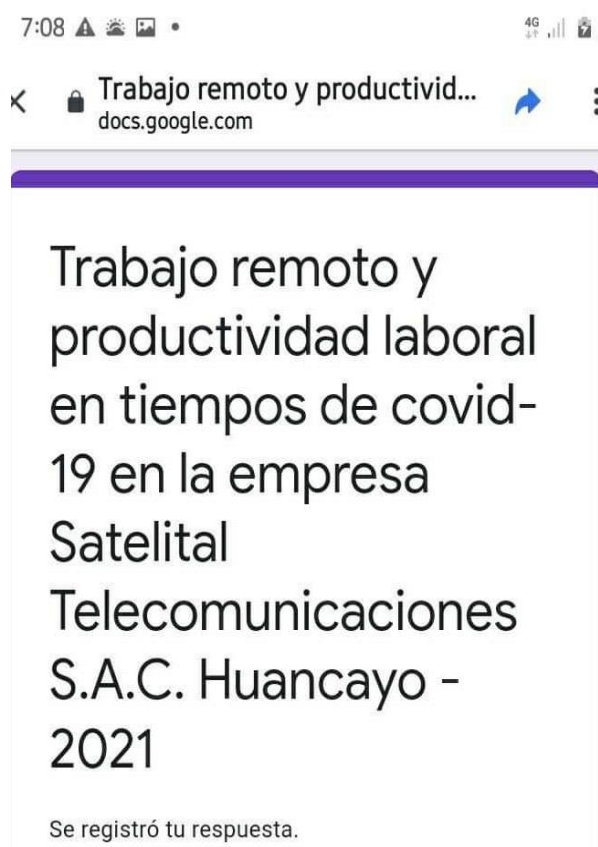 7:08
4G
Trabajo remoto y productivid...
docs.google.com
Trabajo remoto y
productividad laboral
en tiempos de covid-
19 en la empresa
Satelital
Telecomunicaciones
S.A.C. Huancayo -
2021
Se registró tu respuesta.